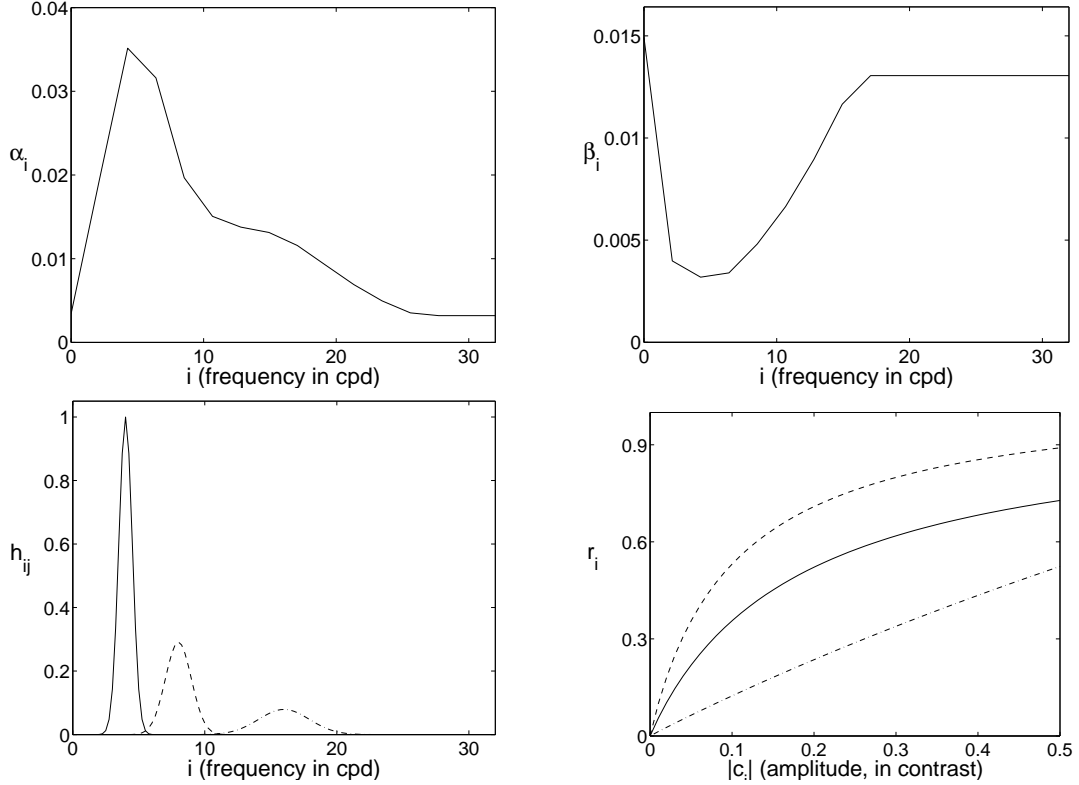 0.04
0.03
0.02
0.01
0
α_i
0 10 20 30
i (frequency in cpd)
0.015
0.01
0.005
0
β_i
0 10 20 30
i (frequency in cpd)
1
0.8
0.6
0.4
0.2
0
h_ij
0 10 20 30
i (frequency in cpd)
0.9
0.6
0.3
0
r_i
0 0.1 0.2 0.3 0.4 0.5
|c_i| (amplitude, in contrast)